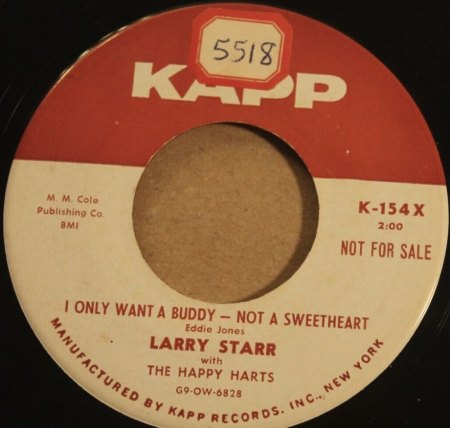 5518
KAPP
M. M. Cole
Publishing Co.
BMI
K-154X
2:00
NOT FOR SALE
I ONLY WANT A BUDDY — NOT A SWEETHEART
Eddie Jones
LARRY STARR
with
THE HAPPY HARTS
G9-OW-6828
MANUFACTURED BY KAPP RECORDS, INC., NEW YORK